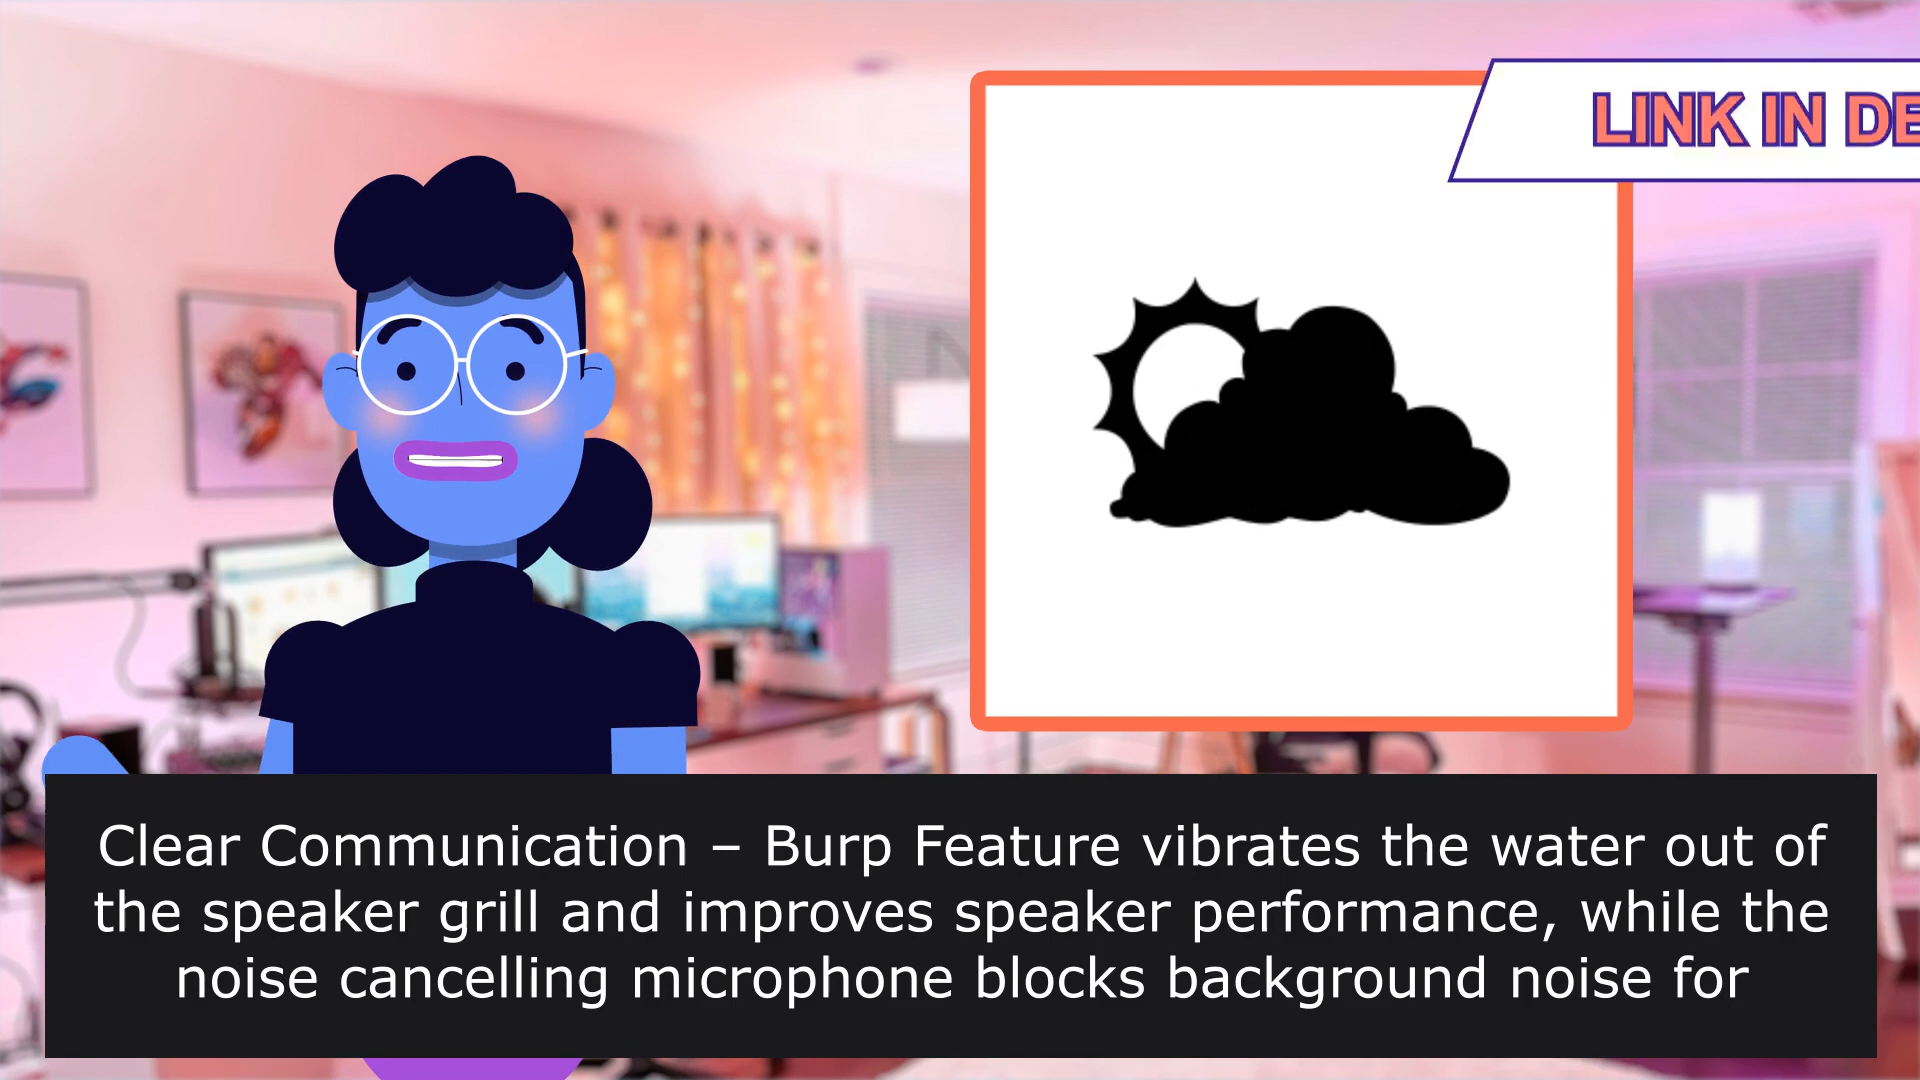 LINK IN DE
Clear Communication – Burp Feature vibrates the water out of
the speaker grill and improves speaker performance, while the
noise cancelling microphone blocks background noise for